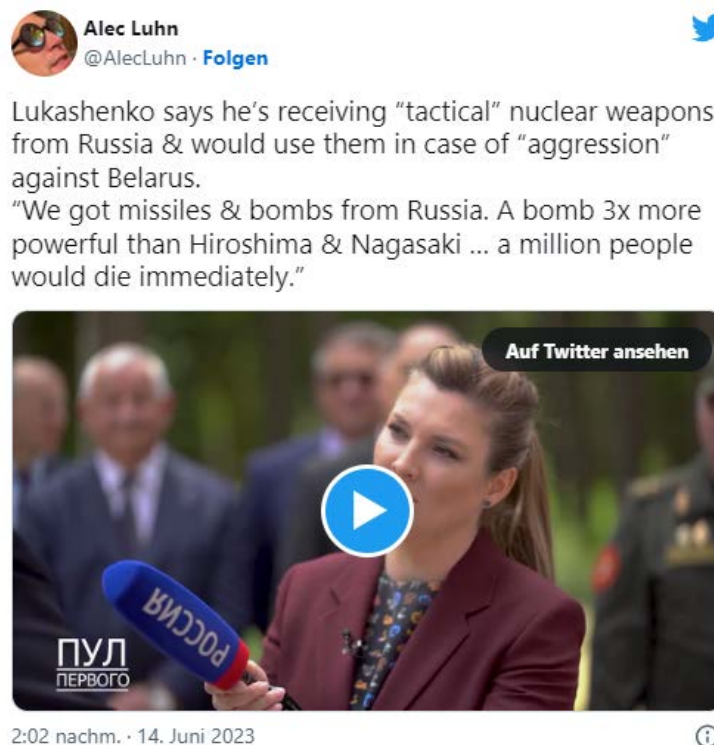 Alec Luhn
@AlecLuhn · Folgen
Lukashenko says he's receiving “tactical” nuclear weapons
from Russia & would use them in case of “aggression”
against Belarus.
“We got missiles & bombs from Russia. A bomb 3x more
powerful than Hiroshima & Nagasaki ... a million people
would die immediately.”
Auf Twitter ansehen
РОССИЯ
ПУЛ
ПЕРВОГО
2:02 nachm. · 14. Juni 2023